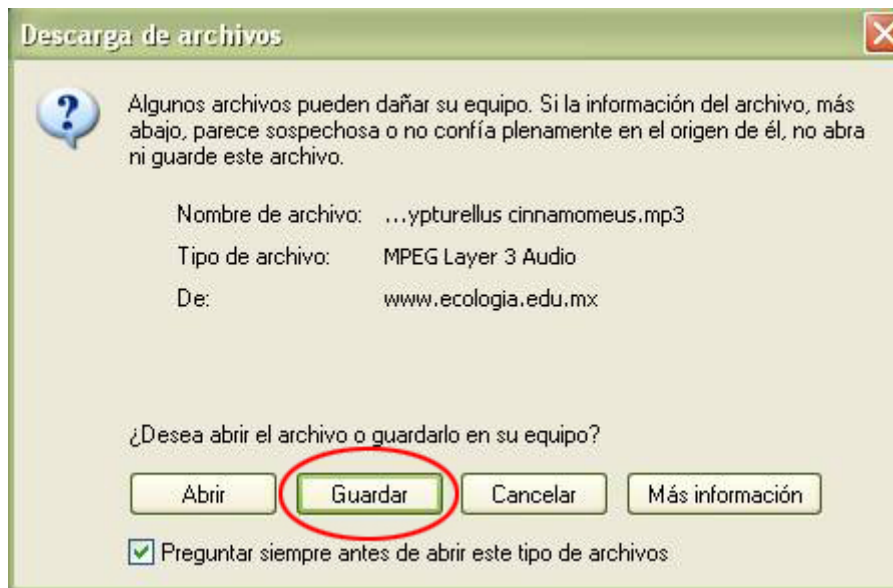 Descarga de archivos
Algunos archivos pueden dañar su equipo. Si la información del archivo, más
abajo, parece sospechosa o no confía plenamente en el origen de él, no abra
ni guarde este archivo.
Nombre de archivo: ...ypturellus cinnamomeus.mp3
Tipo de archivo: MPEG Layer 3 Audio
De: www.ecologia.edu.mx
¿Desea abrir el archivo o guardarlo en su equipo?
Abrir Guardar Cancelar Más información
Preguntar siempre antes de abrir este tipo de archivos